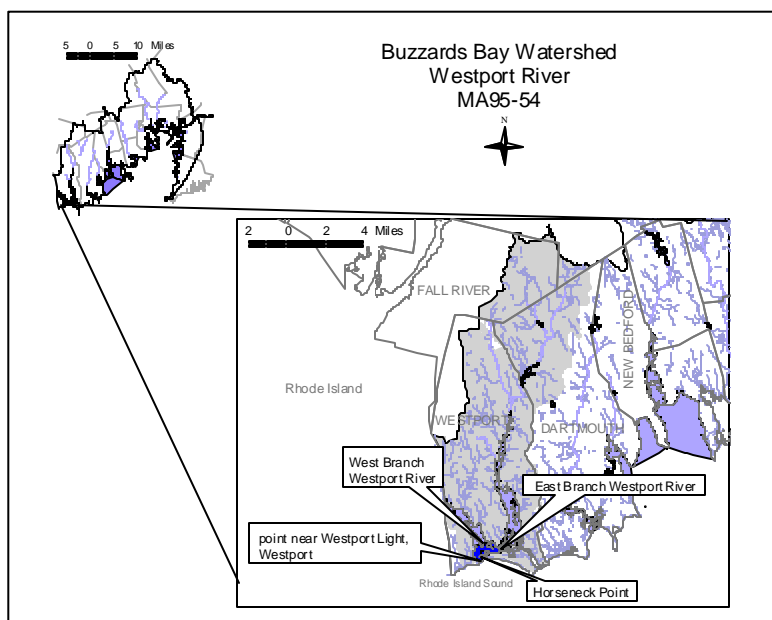 Buzzards Bay Watershed
Westport River
MA95-54
N
5 0 5 10 Miles
2 0 2 4 Miles
FALL RIVER
NEW BEDFORD
Rhode Island
WESTPORT
DARTMOUTH
West Branch
Westport River
East Branch Westport River
point near Westport Light,
Westport
Rhode Island Sound
Horseneck Point